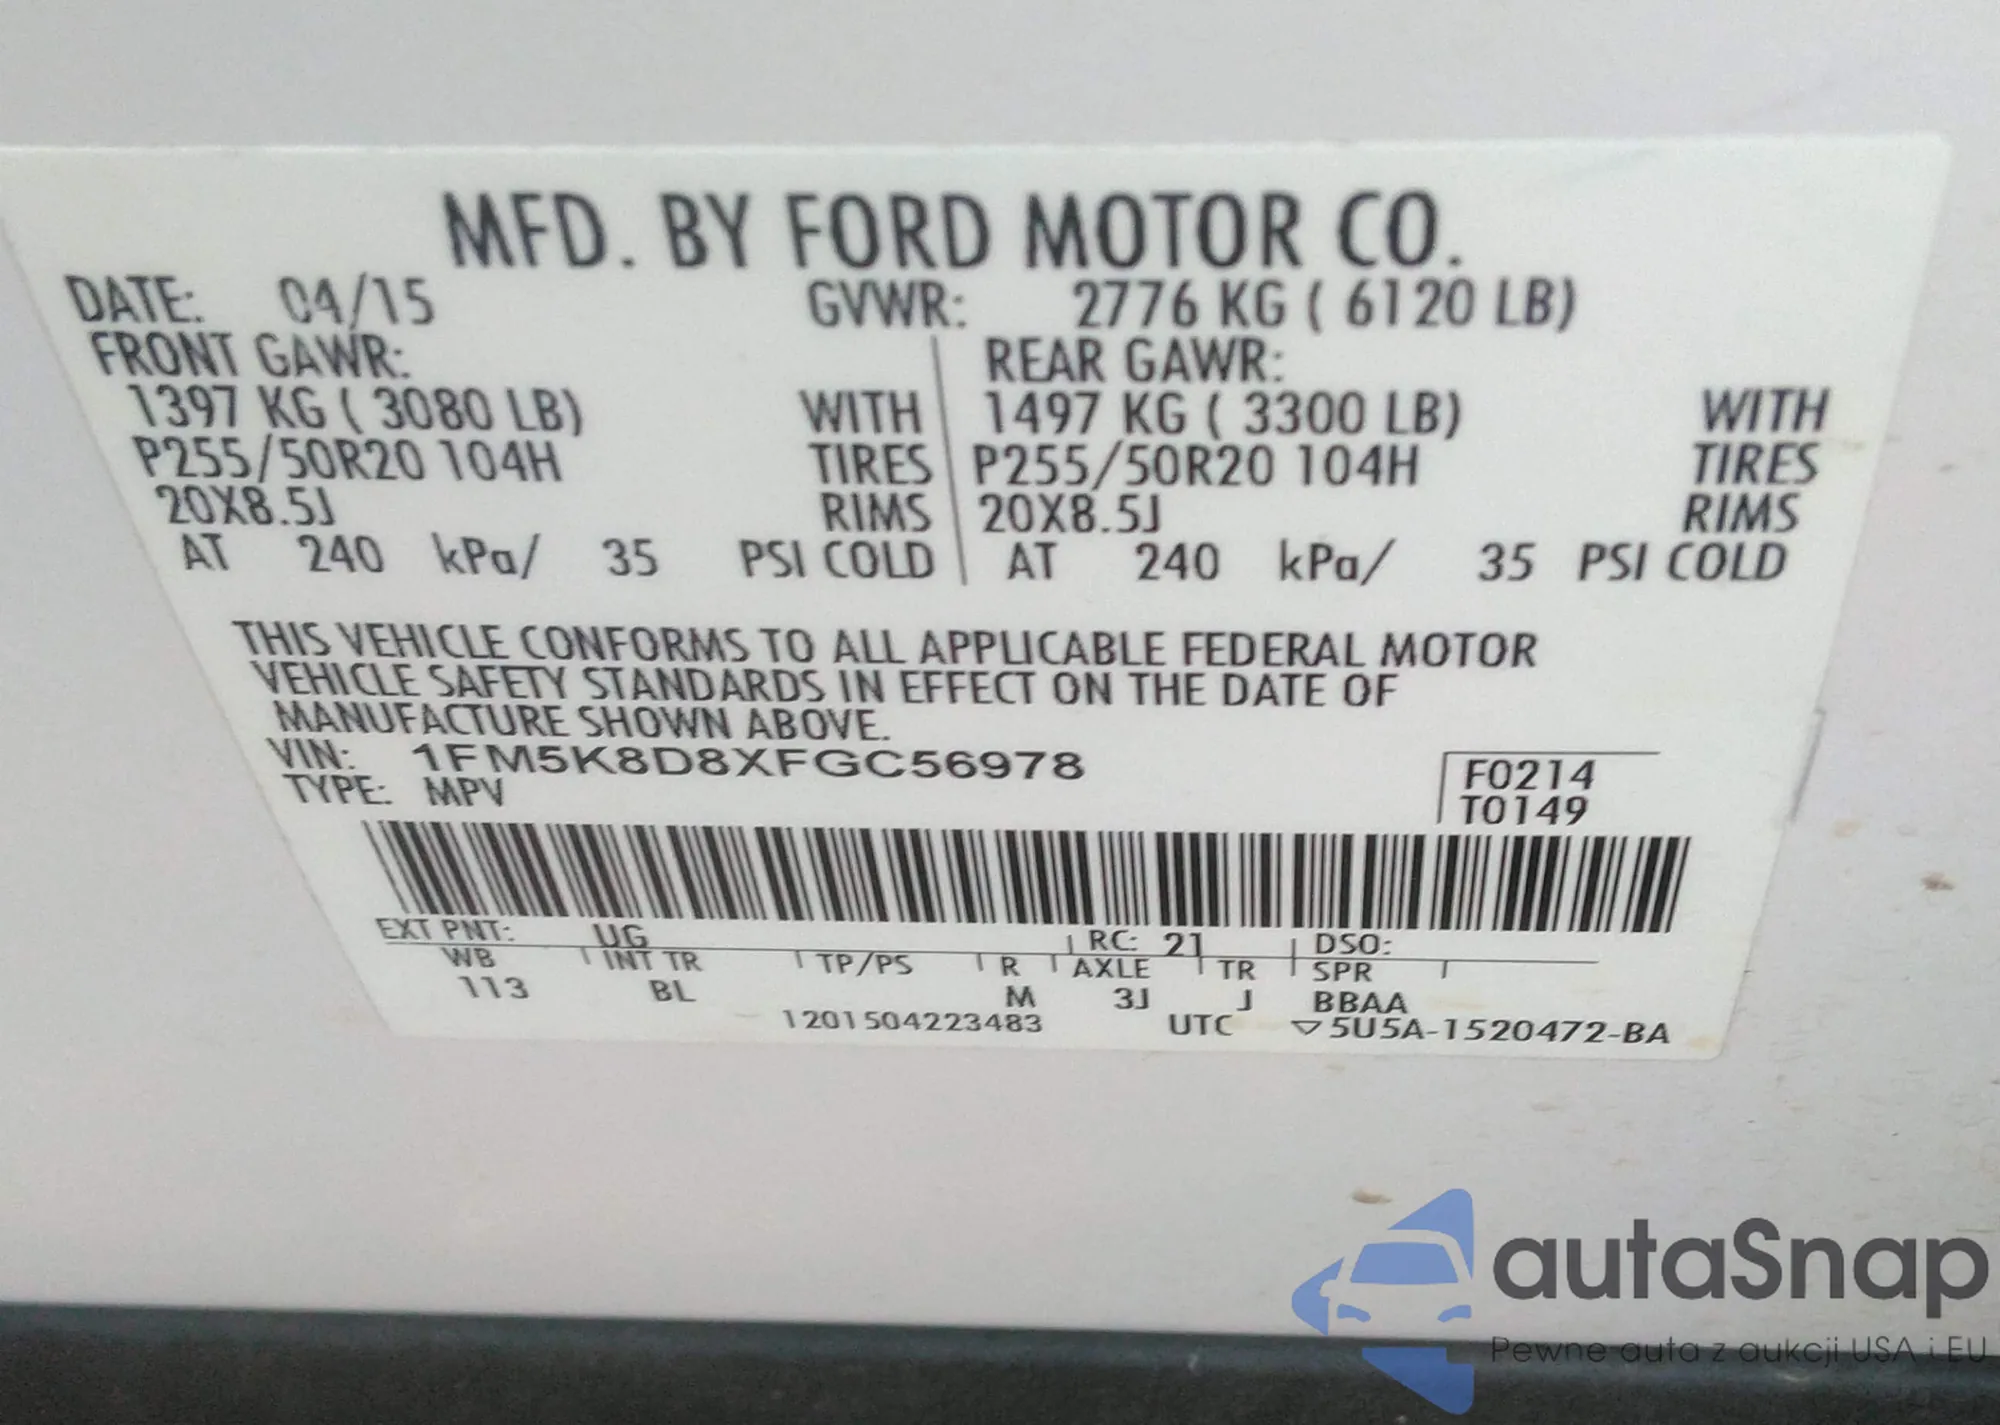 MFD. BY FORD MOTOR CO.
DATE: 04/15 GVWR: 2776 KG ( 6120 LB)
FRONT GAWR: REAR GAWR:
1397 KG ( 3080 LB) WITH 1497 KG ( 3300 LB) WITH
P255/50R20 104H TIRES P255/50R20 104H TIRES
20X8.5J RIMS 20X8.5J RIMS
AT 240 kPa/ 35 PSI COLD AT 240 kPa/ 35 PSI COLD
THIS VEHICLE CONFORMS TO ALL APPLICABLE FEDERAL MOTOR
VEHICLE SAFETY STANDARDS IN EFFECT ON THE DATE OF
MANUFACTURE SHOWN ABOVE.
VIN: 1FM5K8D8XFGC56978
TYPE: MPV
F0214
T0149
EXT PNT: UG RC: 21 DSO:
WB INT TR TP/PS R AXLE TR SPR
113 BL M 3J J BBAA
1201504223483 UTC ▽5U5A-1520472-BA
autaSnap
Pewne auta z aukcji USA i EU